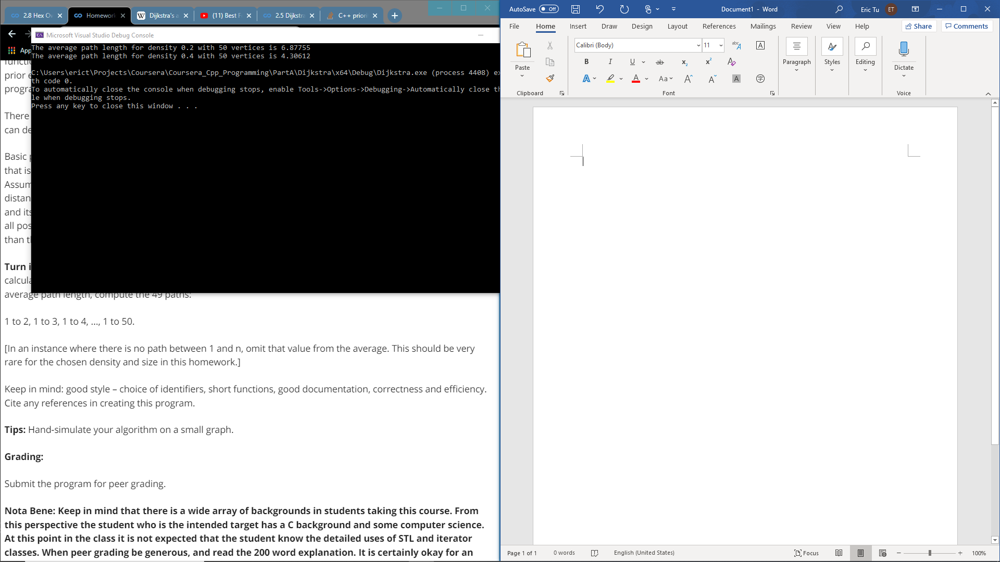 2.8 Hex Ov
Homework
Dijkstra's a
(11) Best F
2.5 Dijkstra
C++ priori
Microsoft Visual Studio Debug Console
App
The average path length for density 0.2 with 50 vertices is 6.87755
The average path length for density 0.4 with 50 vertices is 4.30612
C:\Users\erict\Projects\Coursera\Coursera_Cpp_Programming\PartA\Dijkstra\x64\Debug\Dijkstra.exe (process 4408) ex
th code 0.
To automatically close the console when debugging stops, enable Tools->Options->Debugging->Automatically close th
le when debugging stops.
Press any key to close this window . . .
functio
prior e
progra
There
can de
Basic p
that is
Assum
distan
and its
all pos
than th
Turn i
calcula
average path length, compute the 49 paths:
1 to 2, 1 to 3, 1 to 4, …, 1 to 50.
[In an instance where there is no path between 1 and n, omit that value from the average. This should be very
rare for the chosen density and size in this homework.]
Keep in mind: good style – choice of identifiers, short functions, good documentation, correctness and efficiency.
Cite any references in creating this program.
Tips: Hand-simulate your algorithm on a small graph.
Grading:
Submit the program for peer grading.
Nota Bene: Keep in mind that there is a wide array of backgrounds in students taking this course. From
this perspective the student who is the intended target has a C background and some computer science.
At this point in the class it is not expected that the student know the detailed uses of STL and iterator
classes. When peer grading be generous, and read the 200 word explanation. It is certainly okay for an
AutoSave Off
Document1 - Word
Eric Tu ET
File Home Insert Draw Design Layout References Mailings Review View Help Share Comments
Calibri (Body) 11
Paste
B I U ab x₂ x²
A A Aa A A A 字
Paragraph
Styles
Editing
Dictate
Clipboard Font Voice
Page 1 of 1 0 words English (United States) Focus 100%